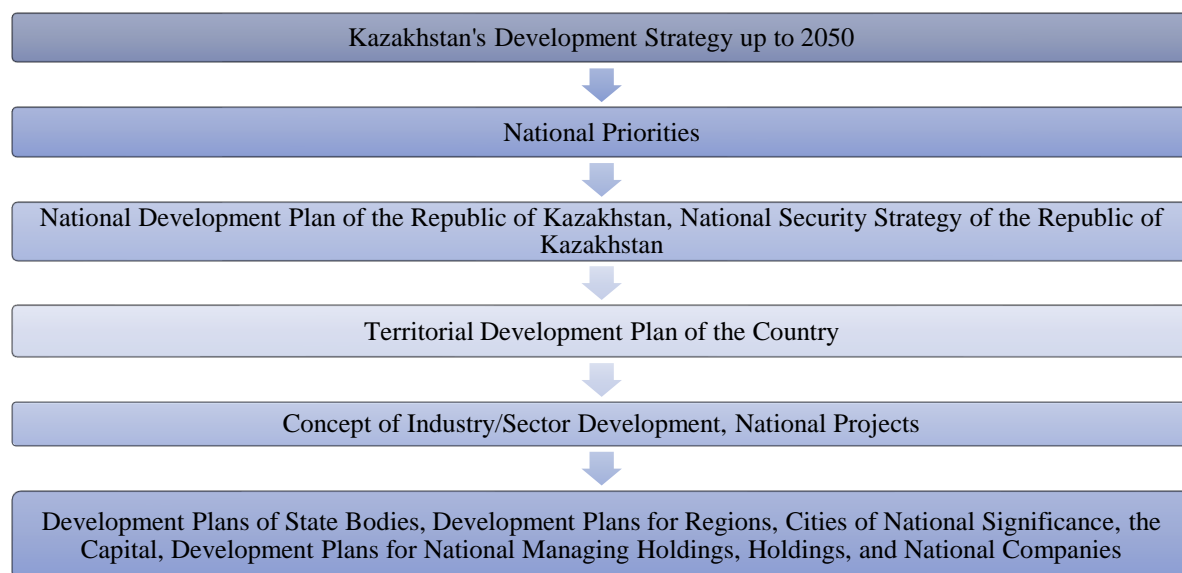 Kazakhstan's Development Strategy up to 2050
National Priorities
National Development Plan of the Republic of Kazakhstan, National Security Strategy of the Republic of
Kazakhstan
Territorial Development Plan of the Country
Concept of Industry/Sector Development, National Projects
Development Plans of State Bodies, Development Plans for Regions, Cities of National Significance, the
Capital, Development Plans for National Managing Holdings, Holdings, and National Companies